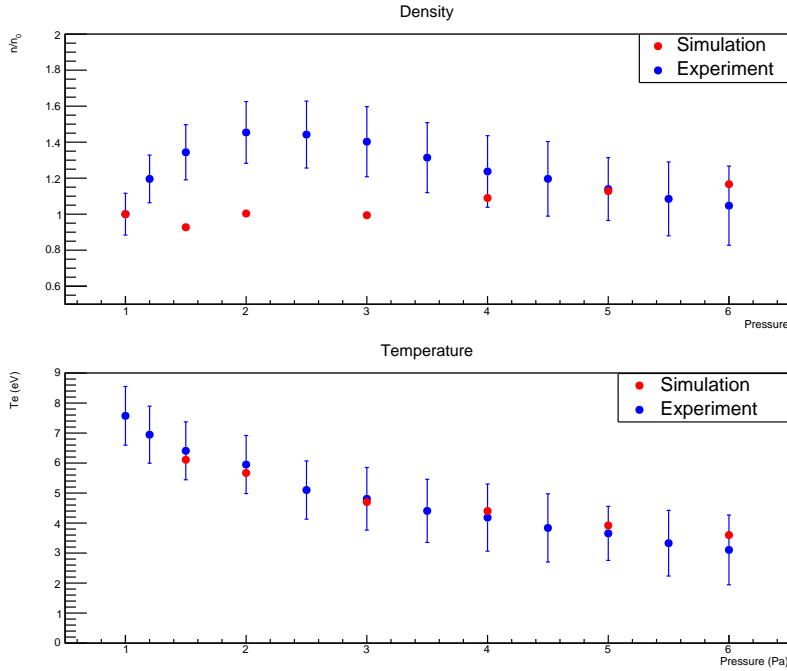 Density
n/n₀
2
1.8
1.6
1.4
1.2
1
0.8
0.6
Simulation
Experiment
1 2 3 4 5 6
Pressure
Temperature
Te (eV)
9
8
7
6
5
4
3
2
1
0
Simulation
Experiment
1 2 3 4 5 6
Pressure (Pa)